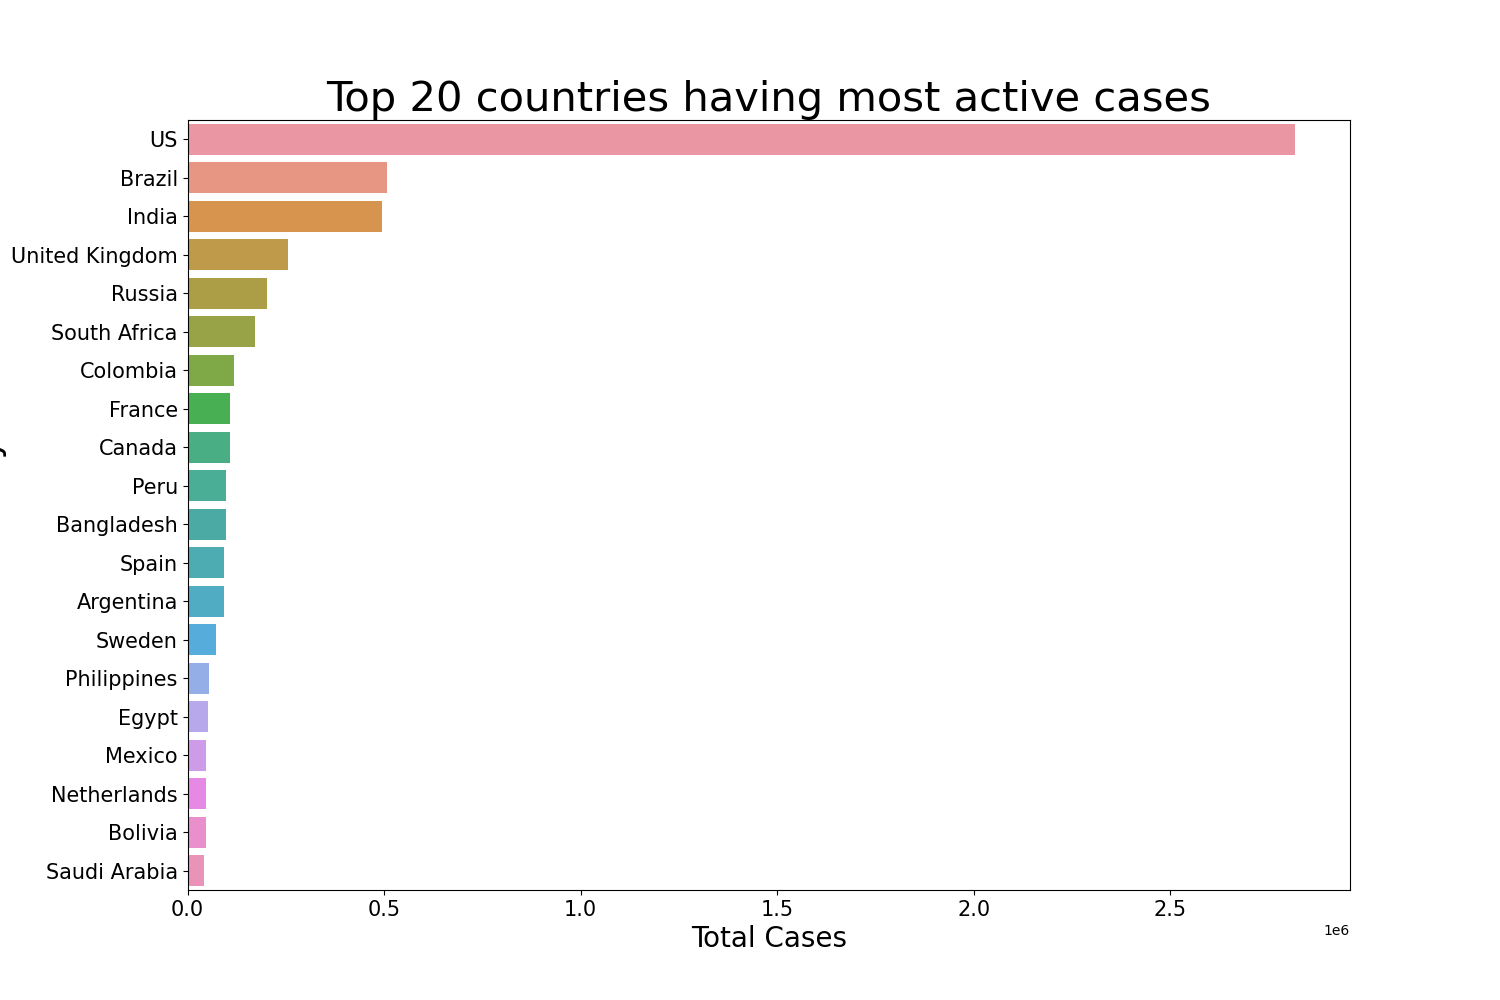 Top 20 countries having most active cases
US
Brazil
India
United Kingdom
Russia
South Africa
Colombia
France
Canada
Peru
Bangladesh
Spain
Argentina
Sweden
Philippines
Egypt
Mexico
Netherlands
Bolivia
Saudi Arabia
0.0 0.5 1.0 1.5 2.0 2.5
1e6
Total Cases